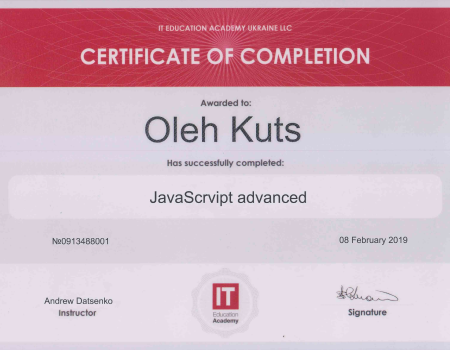 IT EDUCATION ACADEMY UKRAINE LLC
CERTIFICATE OF COMPLETION
Awarded to:
Oleh Kuts
Has successfully completed:
JavaScrvipt advanced
№0913488001
08 February 2019
Andrew Datsenko
Instructor
IT
Education
Academy
Signature